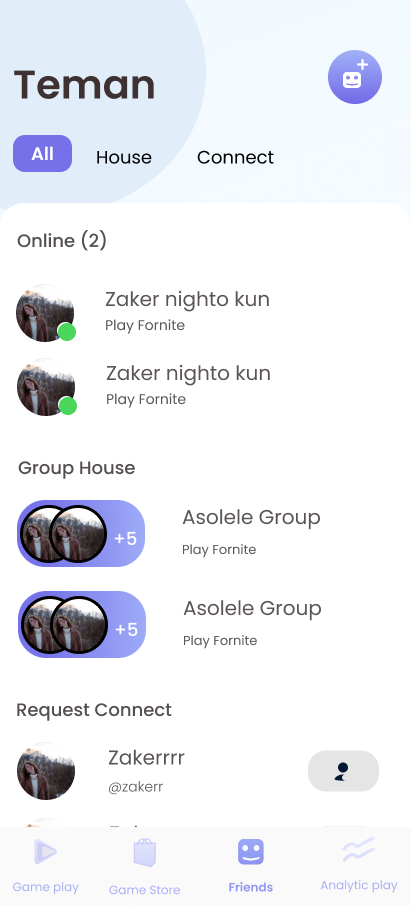 Teman
All
House
Connect
Online (2)
Zaker nighto kun
Play Fornite
Zaker nighto kun
Play Fornite
Group House
+5
Asolele Group
Play Fornite
+5
Asolele Group
Play Fornite
Request Connect
Zakerrrr
@zakerr
Game play
Game Store
Friends
Analytic play